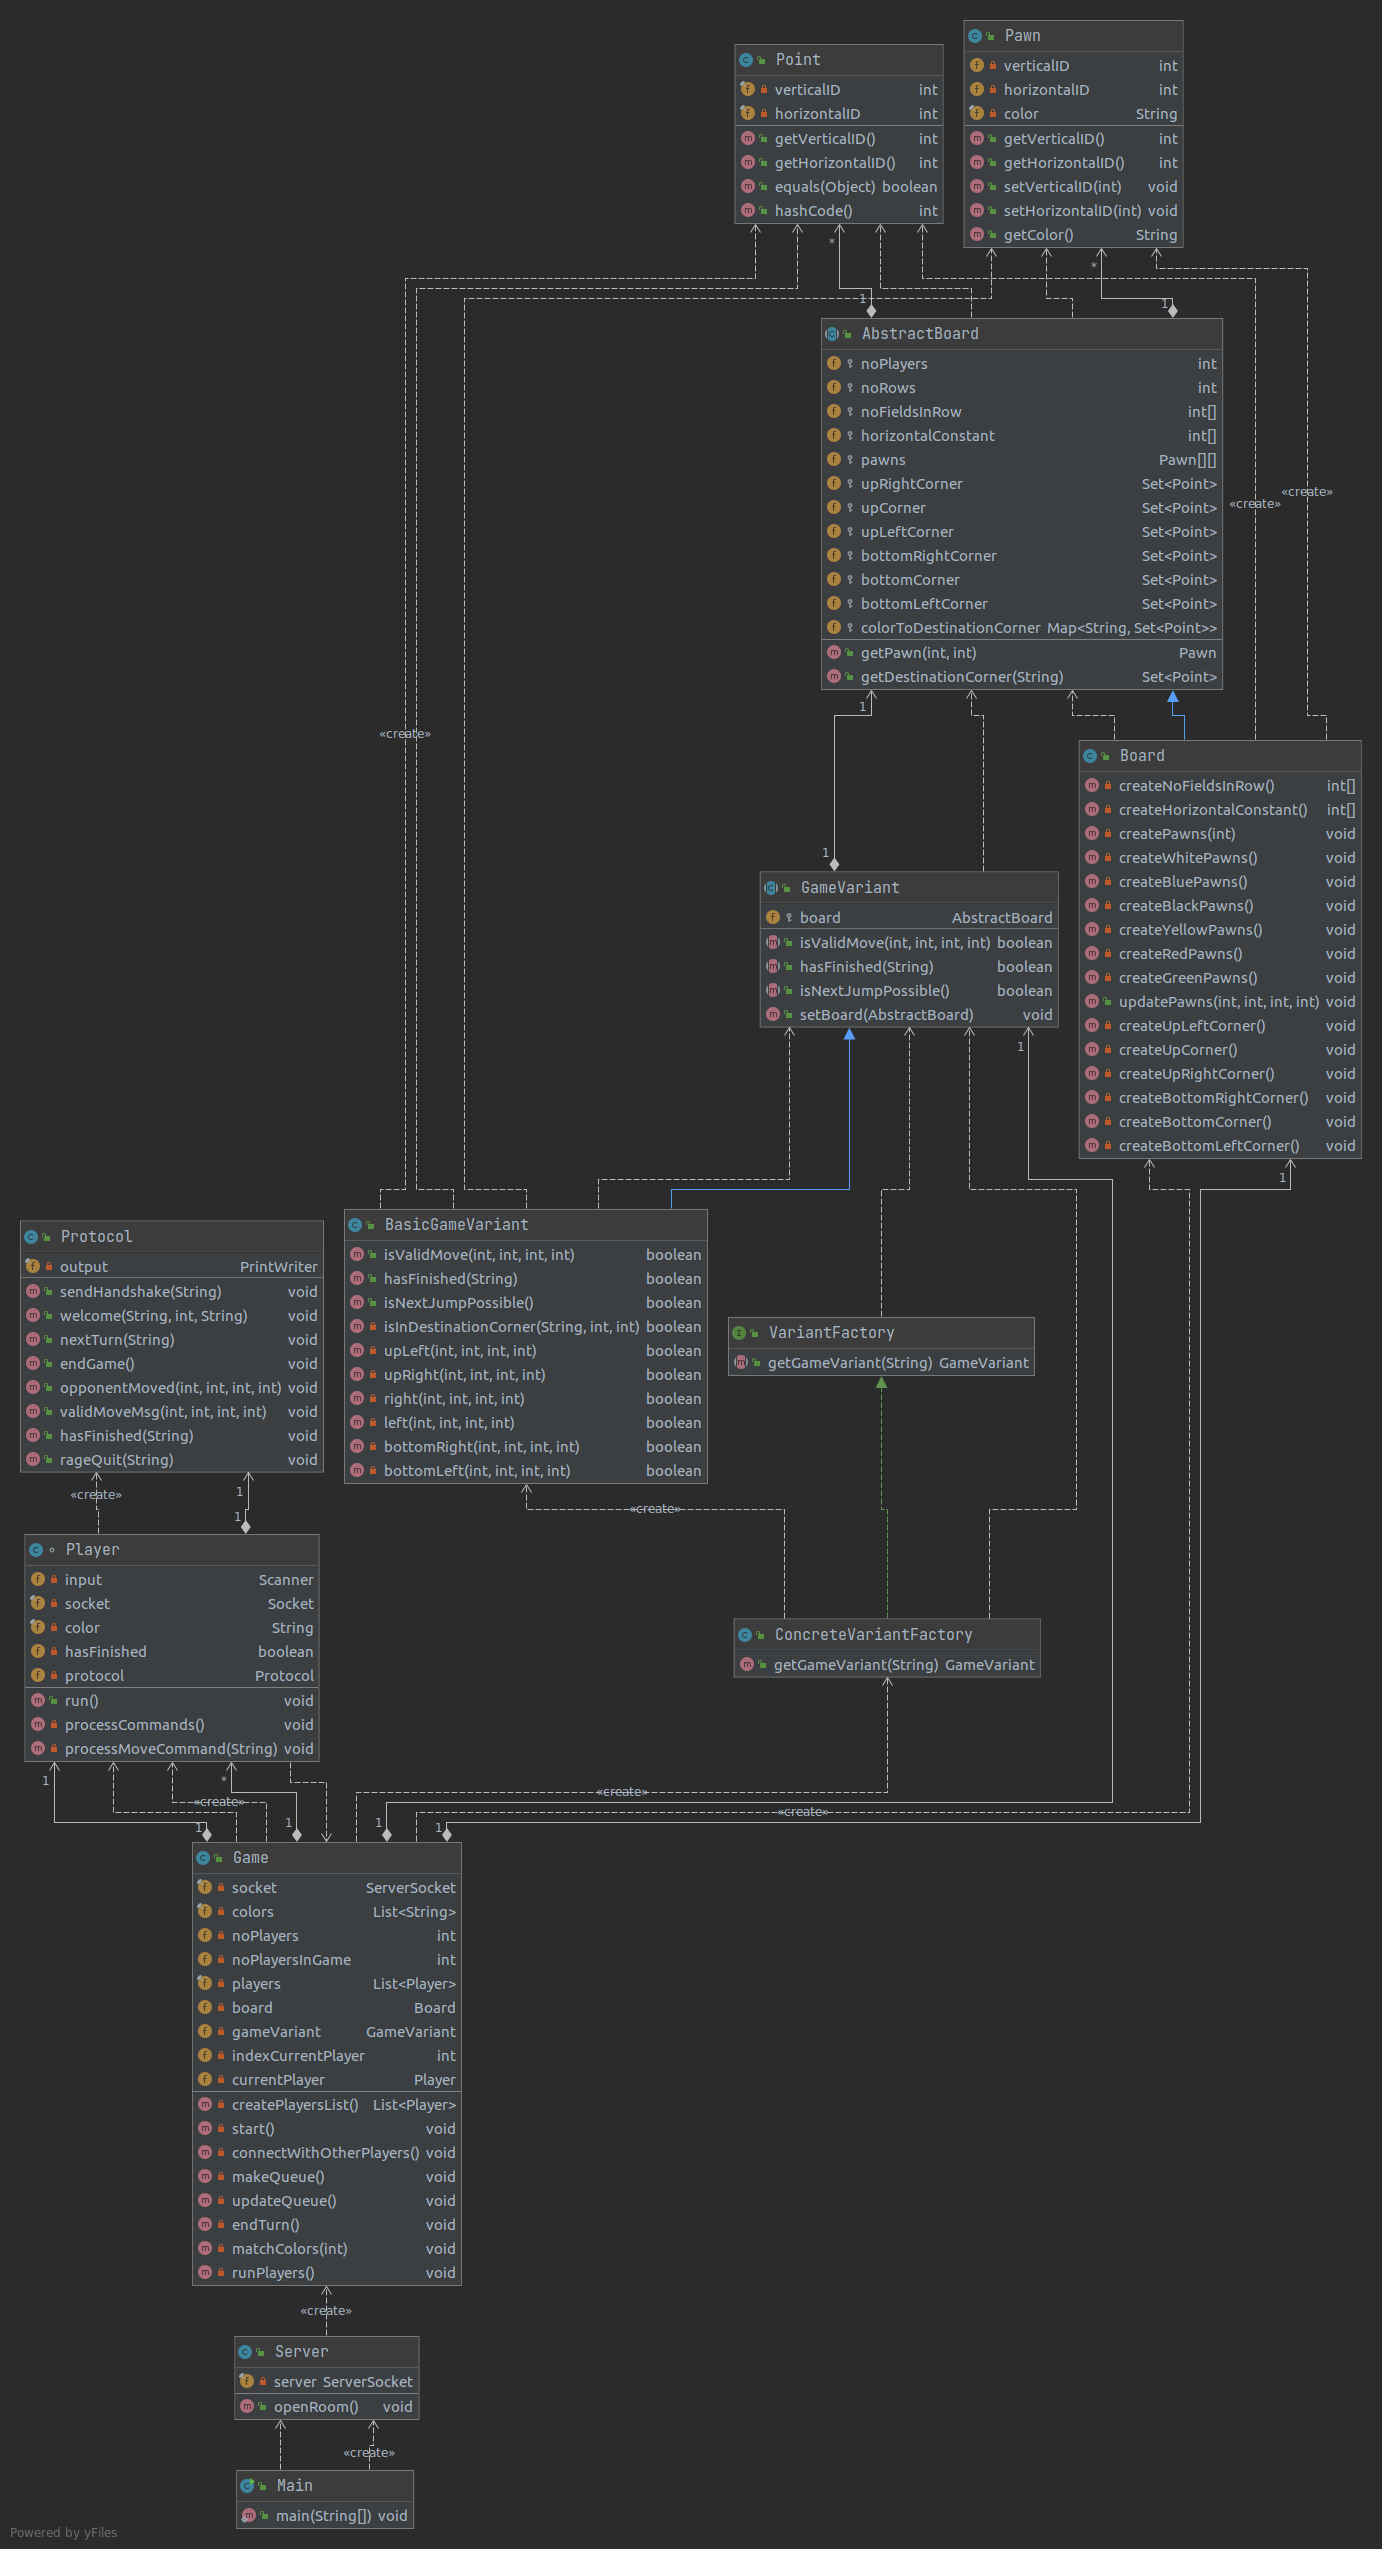 Pawn
verticalID int
horizontalID int
color String
getVerticalID() int
getHorizontalID() int
setVerticalID(int) void
setHorizontalID(int) void
getColor() String
Point
verticalID int
horizontalID int
getVerticalID() int
getHorizontalID() int
equals(Object) boolean
hashCode() int
*
*
1
1
AbstractBoard
noPlayers int
noRows int
noFieldsInRow int[]
horizontalConstant int[]
pawns Pawn[][]
upRightCorner Set<Point>
upCorner Set<Point>
upLeftCorner Set<Point>
bottomRightCorner Set<Point>
bottomCorner Set<Point>
bottomLeftCorner Set<Point>
colorToDestinationCorner Map<String, Set<Point>>
getPawn(int, int) Pawn
getDestinationCorner(String) Set<Point>
«create»
«create»
«create»
1
1
Board
createNoFieldsInRow() int[]
createHorizontalConstant() int[]
createPawns(int) void
createWhitePawns() void
createBluePawns() void
createBlackPawns() void
createYellowPawns() void
createRedPawns() void
createGreenPawns() void
updatePawns(int, int, int, int) void
createUpLeftCorner() void
createUpCorner() void
createUpRightCorner() void
createBottomRightCorner() void
createBottomCorner() void
createBottomLeftCorner() void
GameVariant
board AbstractBoard
isValidMove(int, int, int, int) boolean
hasFinished(String) boolean
isNextJumpPossible() boolean
setBoard(AbstractBoard) void
1
1
Protocol
output PrintWriter
sendHandshake(String) void
welcome(String, int, String) void
nextTurn(String) void
endGame() void
opponentMoved(int, int, int, int) void
validMoveMsg(int, int, int, int) void
hasFinished(String) void
rageQuit(String) void
BasicGameVariant
isValidMove(int, int, int, int) boolean
hasFinished(String) boolean
isNextJumpPossible() boolean
isInDestinationCorner(String, int, int) boolean
upLeft(int, int, int, int) boolean
upRight(int, int, int, int) boolean
right(int, int, int, int) boolean
left(int, int, int, int) boolean
bottomRight(int, int, int, int) boolean
bottomLeft(int, int, int, int) boolean
VariantFactory
getGameVariant(String) GameVariant
«create»
1
1
«create»
Player
input Scanner
socket Socket
color String
hasFinished boolean
protocol Protocol
run() void
processCommands() void
processMoveCommand(String) void
ConcreteVariantFactory
getGameVariant(String) GameVariant
1
*
«create»
«create»
«create»
1
1
1
1
Game
socket ServerSocket
colors List<String>
noPlayers int
noPlayersInGame int
players List<Player>
board Board
gameVariant GameVariant
indexCurrentPlayer int
currentPlayer Player
createPlayersList() List<Player>
start() void
connectWithOtherPlayers() void
makeQueue() void
updateQueue() void
endTurn() void
matchColors(int) void
runPlayers() void
«create»
Server
server ServerSocket
openRoom() void
«create»
Main
main(String[]) void
Powered by yFiles